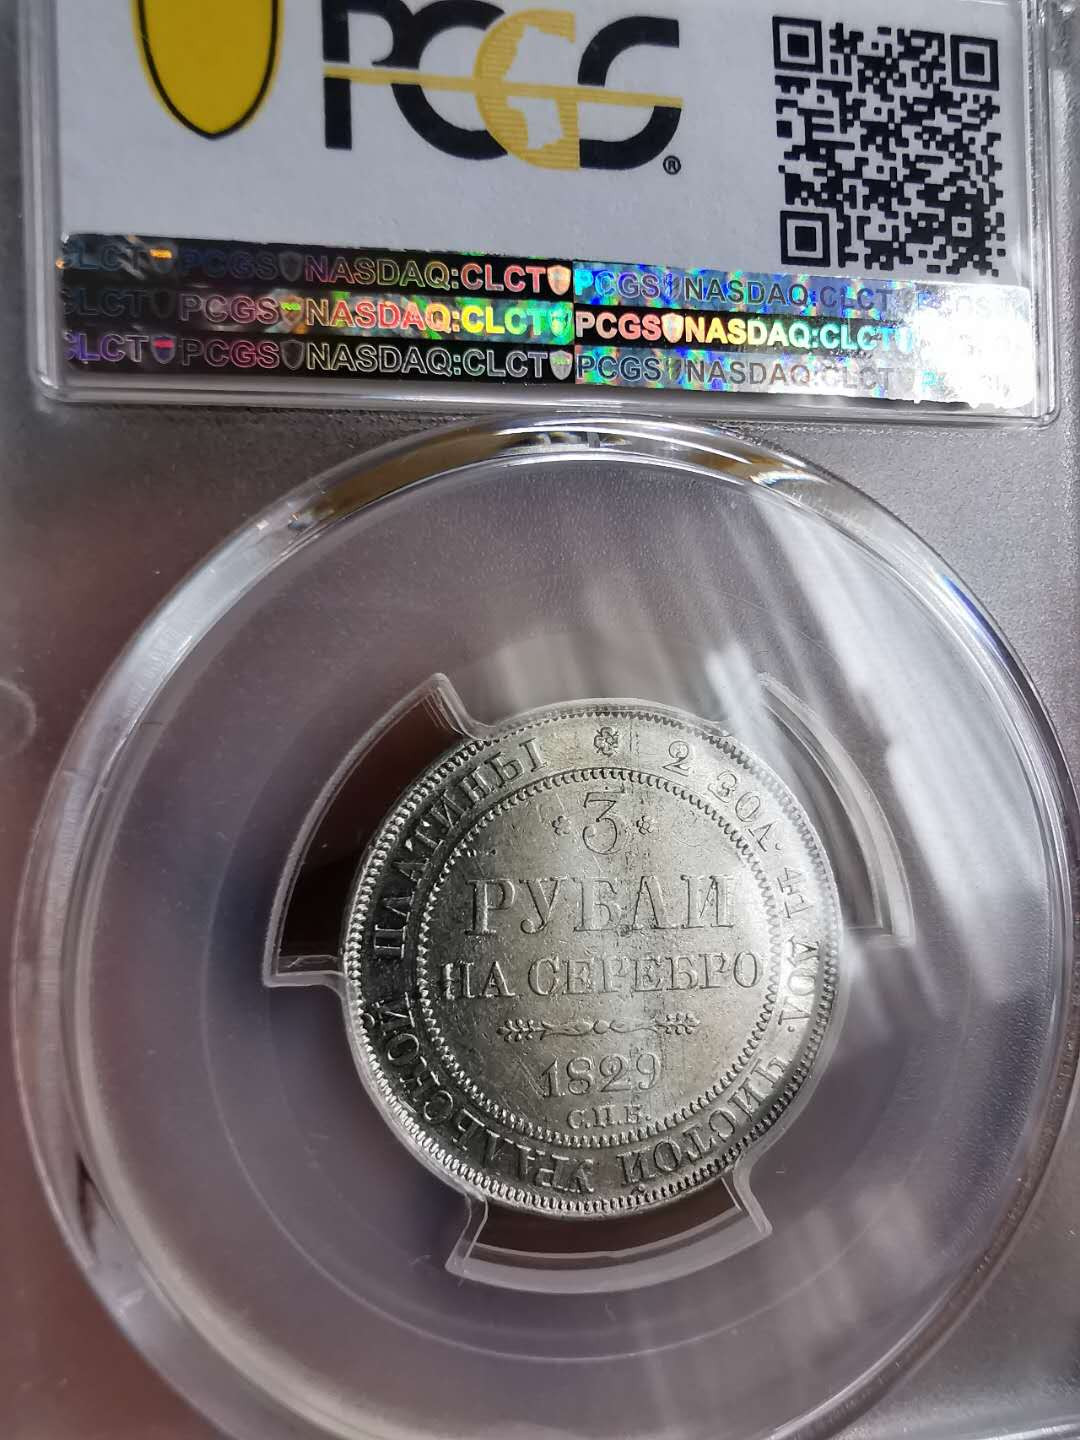 PCGS®
CLCT PCGS NASDAQ:CLCT PCGS NASDAQ:CLCT PCGS
CLCT PCGS NASDAQ:CLCT PCGS NASDAQ:CLCT
CLCT PCGS NASDAQ:CLCT PCGS NASDAQ:CLCT
2 ЗОЛ. 41 ДОЛ. ЧИСТОЙ УРАЛЬСКОЙ ПЛАТИНЫ
3
РУБЛИ
НА СЕРЕБРО
1829
С.П.Б.